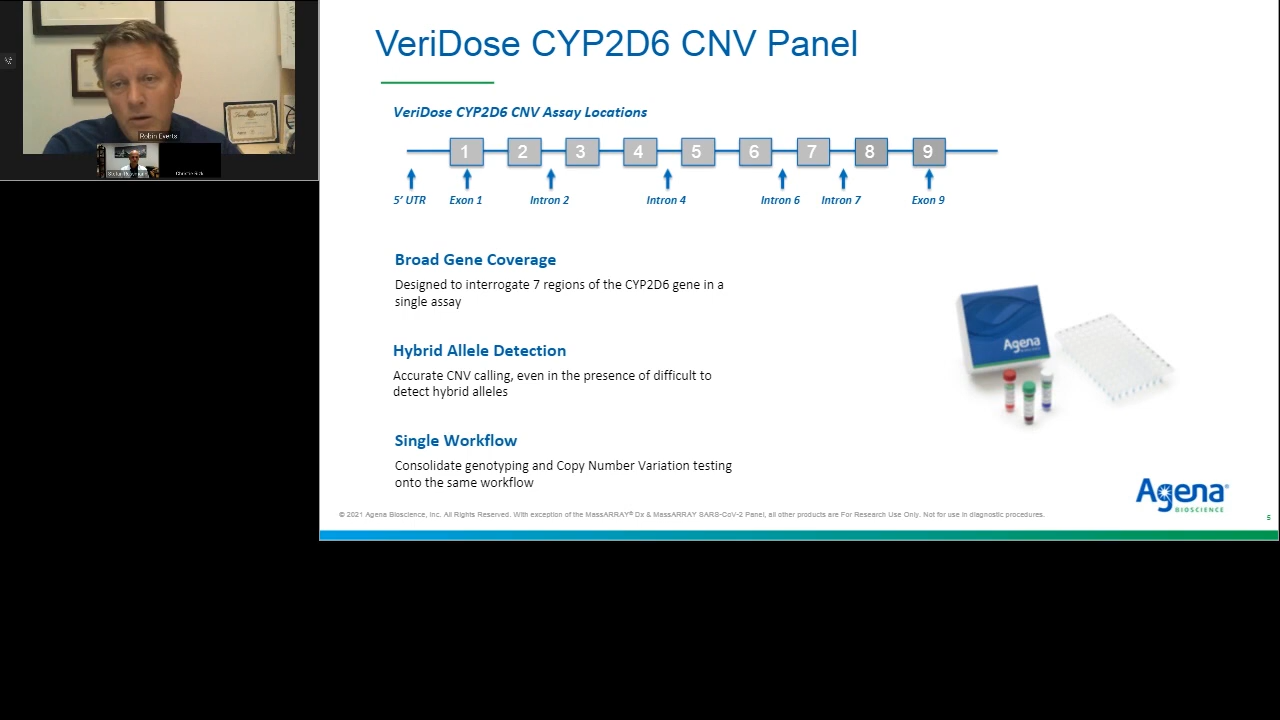 VeriDose CYP2D6 CNV Panel
VeriDose CYP2D6 CNV Assay Locations
1 2 3 4 5 6 7 8 9
5' UTR Exon 1 Intron 2 Intron 4 Intron 6 Intron 7 Exon 9
Broad Gene Coverage
Designed to interrogate 7 regions of the CYP2D6 gene in a
single assay
Hybrid Allele Detection
Accurate CNV calling, even in the presence of difficult to
detect hybrid alleles
Single Workflow
Consolidate genotyping and Copy Number Variation testing
onto the same workflow
Agena
Agena®
BIOSCIENCE
© 2021 Agena Bioscience, Inc. All Rights Reserved. With exception of the MassARRAY® Dx & MassARRAY SARS-CoV-2 Panel, all other products are For Research Use Only. Not for use in diagnostic procedures.
5
Robin Everts